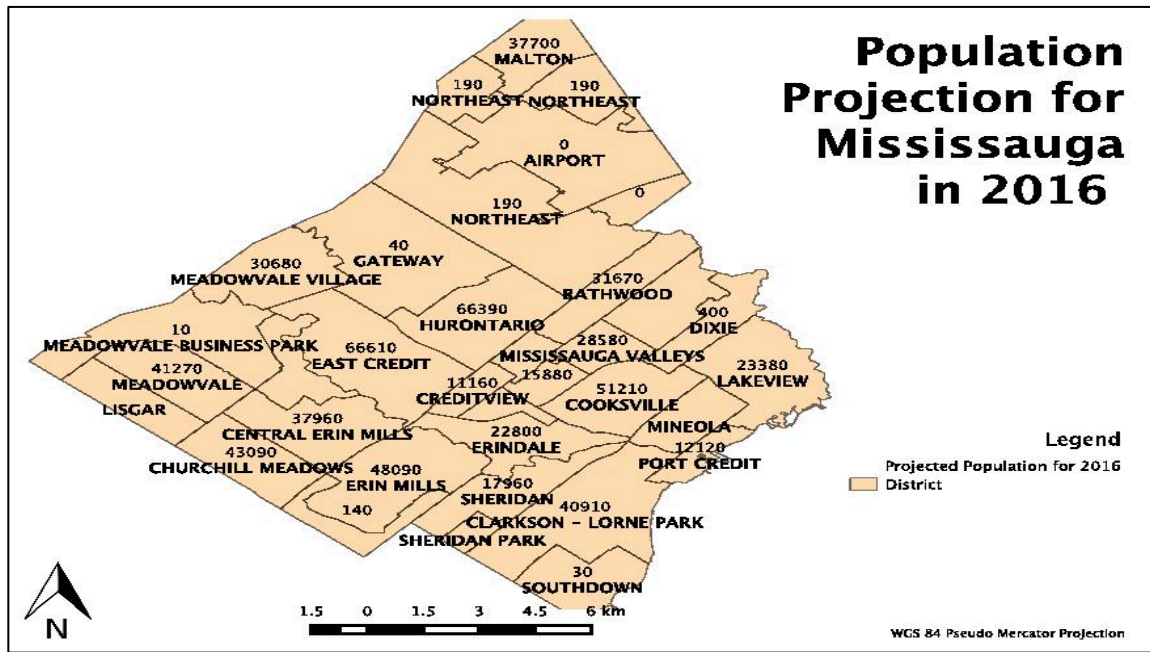 Population
Projection for
Mississauga
in 2016
37700
MALTON
190
NORTHEAST
190
NORTHEAST
0
AIRPORT
0
190
NORTHEAST
40
GATEWAY
30680
MEADOWVALE VILLAGE
31670
RATHWOOD
66390
HURONTARIO
400
DIXIE
10
MEADOWVALE BUSINESS PARK
66610
EAST CREDIT
28580
MISSISSAUGA VALLEYS
23380
LAKEVIEW
41270
MEADOWVALE
11160
CREDITVIEW
15880
51210
COOKSVILLE
LISGAR
37960
CENTRAL ERIN MILLS
22800
ERINDALE
MINEOLA
12120
PORT CREDIT
43090
CHURCHILL MEADOWS
48090
ERIN MILLS
17960
SHERIDAN
140
40910
CLARKSON - LORNE PARK
SHERIDAN PARK
30
SOUTHDOWN
Legend
Projected Population for 2016
District
N
1.5 0 1.5 3 4.5 6 km
WGS 84 Pseudo Mercator Projection